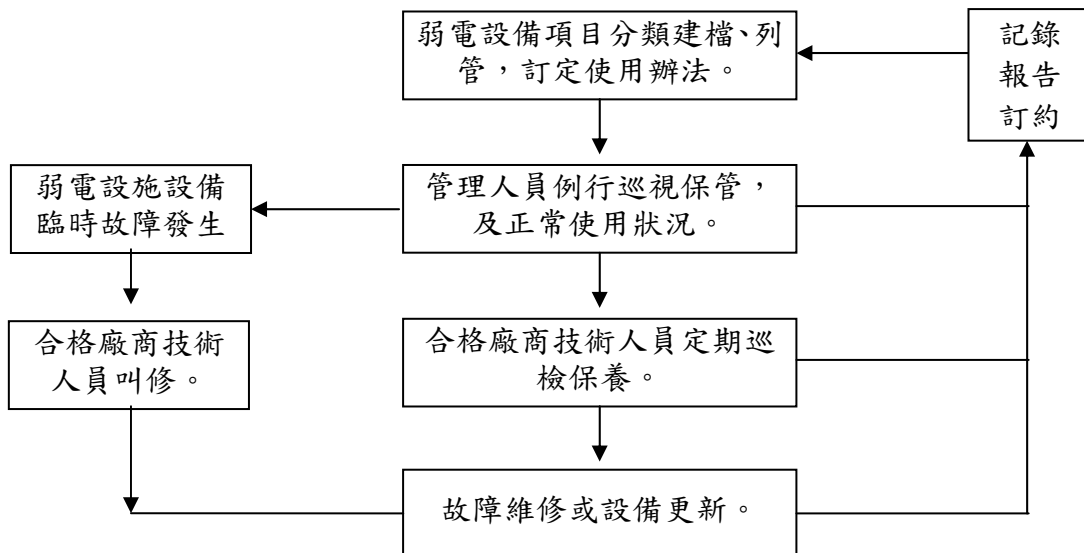 弱電設備項目分類建檔、列
管，訂定使用辦法。
記錄
報告
訂約
弱電設施設備
臨時故障發生
管理人員例行巡視保管，
及正常使用狀況。
合格廠商技術
人員叫修。
合格廠商技術人員定期巡
檢保養。
故障維修或設備更新。